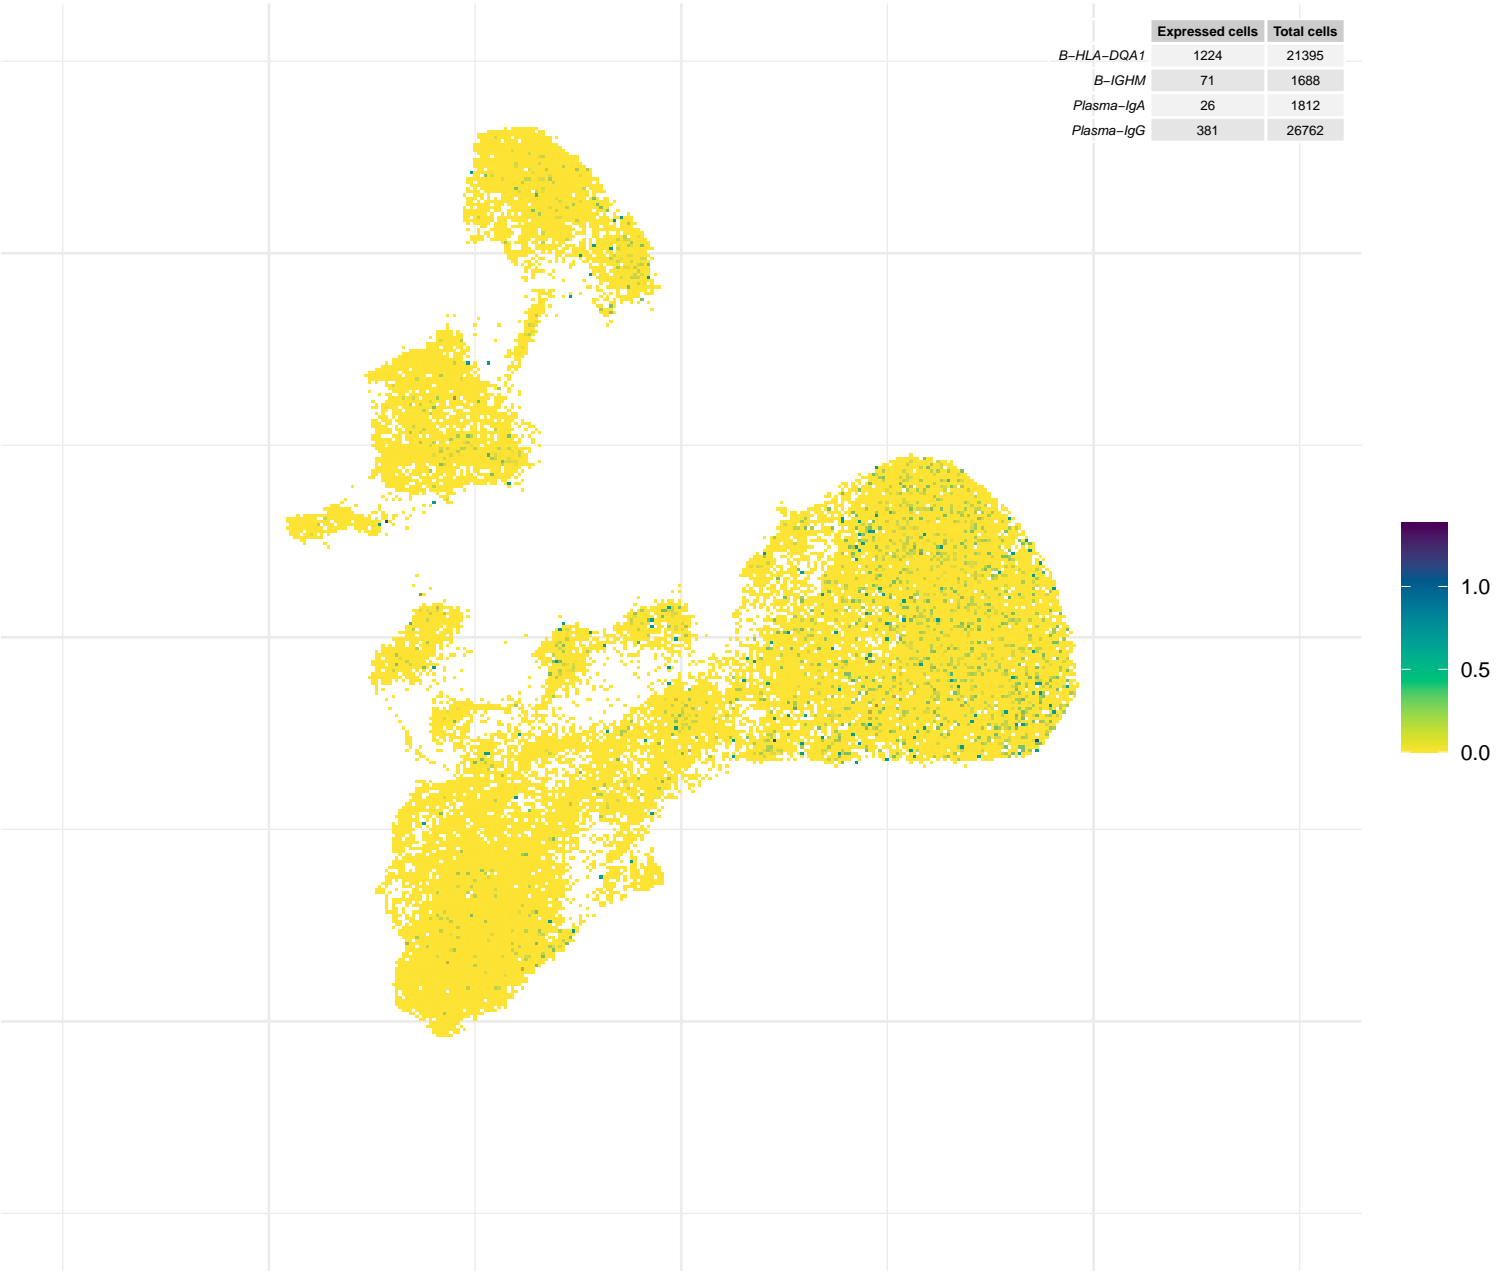 Expressed cells Total cells
B−HLA−DQA1 1224 21395
B−IGHM 71 1688
Plasma−IgA 26 1812
Plasma−IgG 381 26762
1.0
0.5
0.0